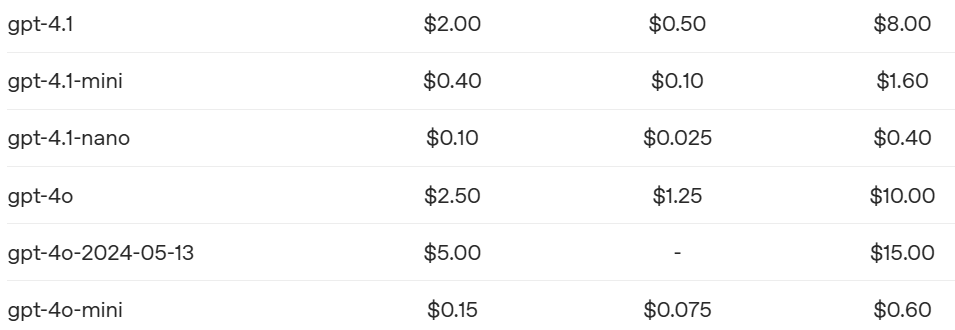 gpt-4.1 $2.00 $0.50 $8.00
gpt-4.1-mini $0.40 $0.10 $1.60
gpt-4.1-nano $0.10 $0.025 $0.40
gpt-4o $2.50 $1.25 $10.00
gpt-4o-2024-05-13 $5.00 - $15.00
gpt-4o-mini $0.15 $0.075 $0.60